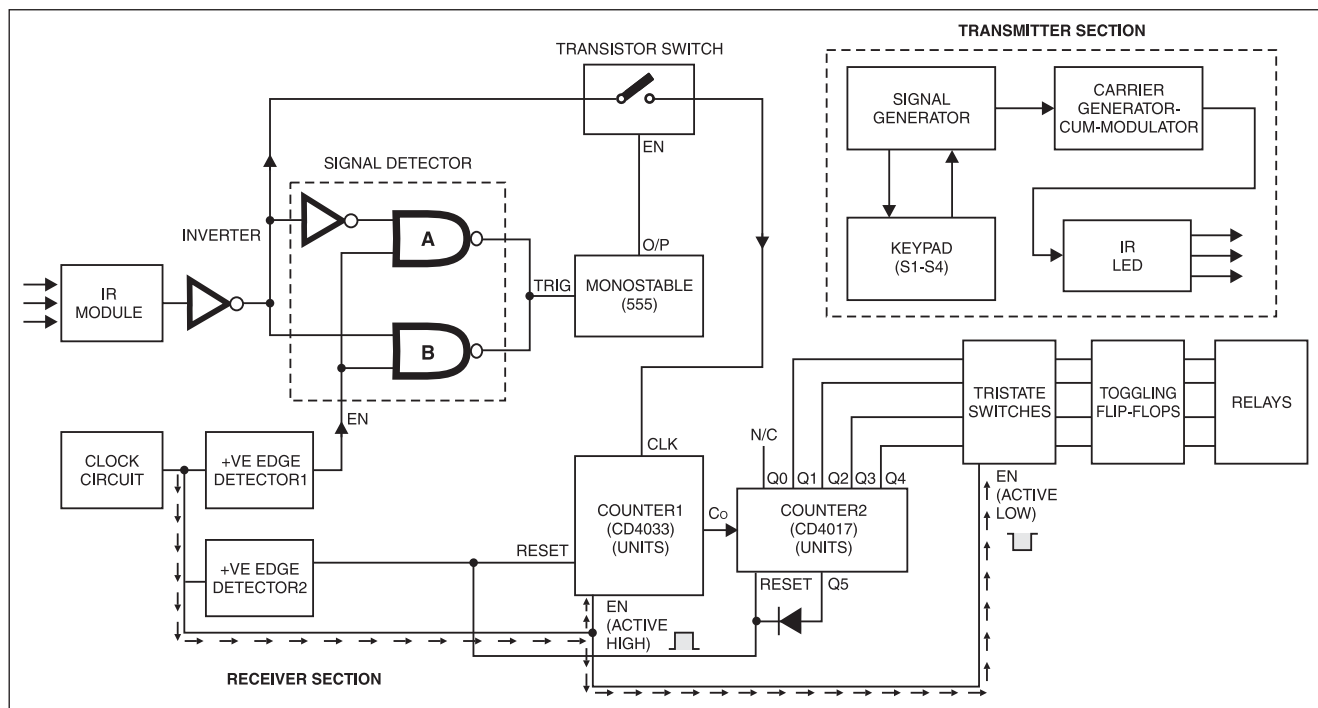 TRANSMITTER SECTION
TRANSISTOR SWITCH
EN
SIGNAL
GENERATOR
CARRIER
GENERATOR-
CUM-MODULATOR
KEYPAD
(S1-S4)
IR
LED
SIGNAL DETECTOR
INVERTER
A
B
IR
MODULE
TRIG
O/P
MONOSTABLE
(555)
EN
CLOCK
CIRCUIT
+VE EDGE
DETECTOR1
+VE EDGE
DETECTOR2
CLK
RESET
COUNTER1
(CD4033)
(UNITS)
CO
N/C
Q0
Q1
Q2
Q3
Q4
COUNTER2
(CD4017)
(UNITS)
RESET
Q5
TRISTATE
SWITCHES
TOGGLING
FLIP-FLOPS
RELAYS
EN
(ACTIVE
LOW)
EN
(ACTIVE
HIGH)
RECEIVER SECTION